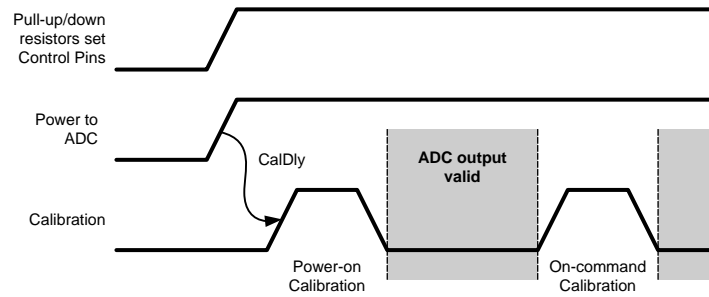 Pull-up/down
resistors set
Control Pins
Power to
ADC
CalDly
ADC output
valid
Calibration
Power-on
Calibration
On-command
Calibration